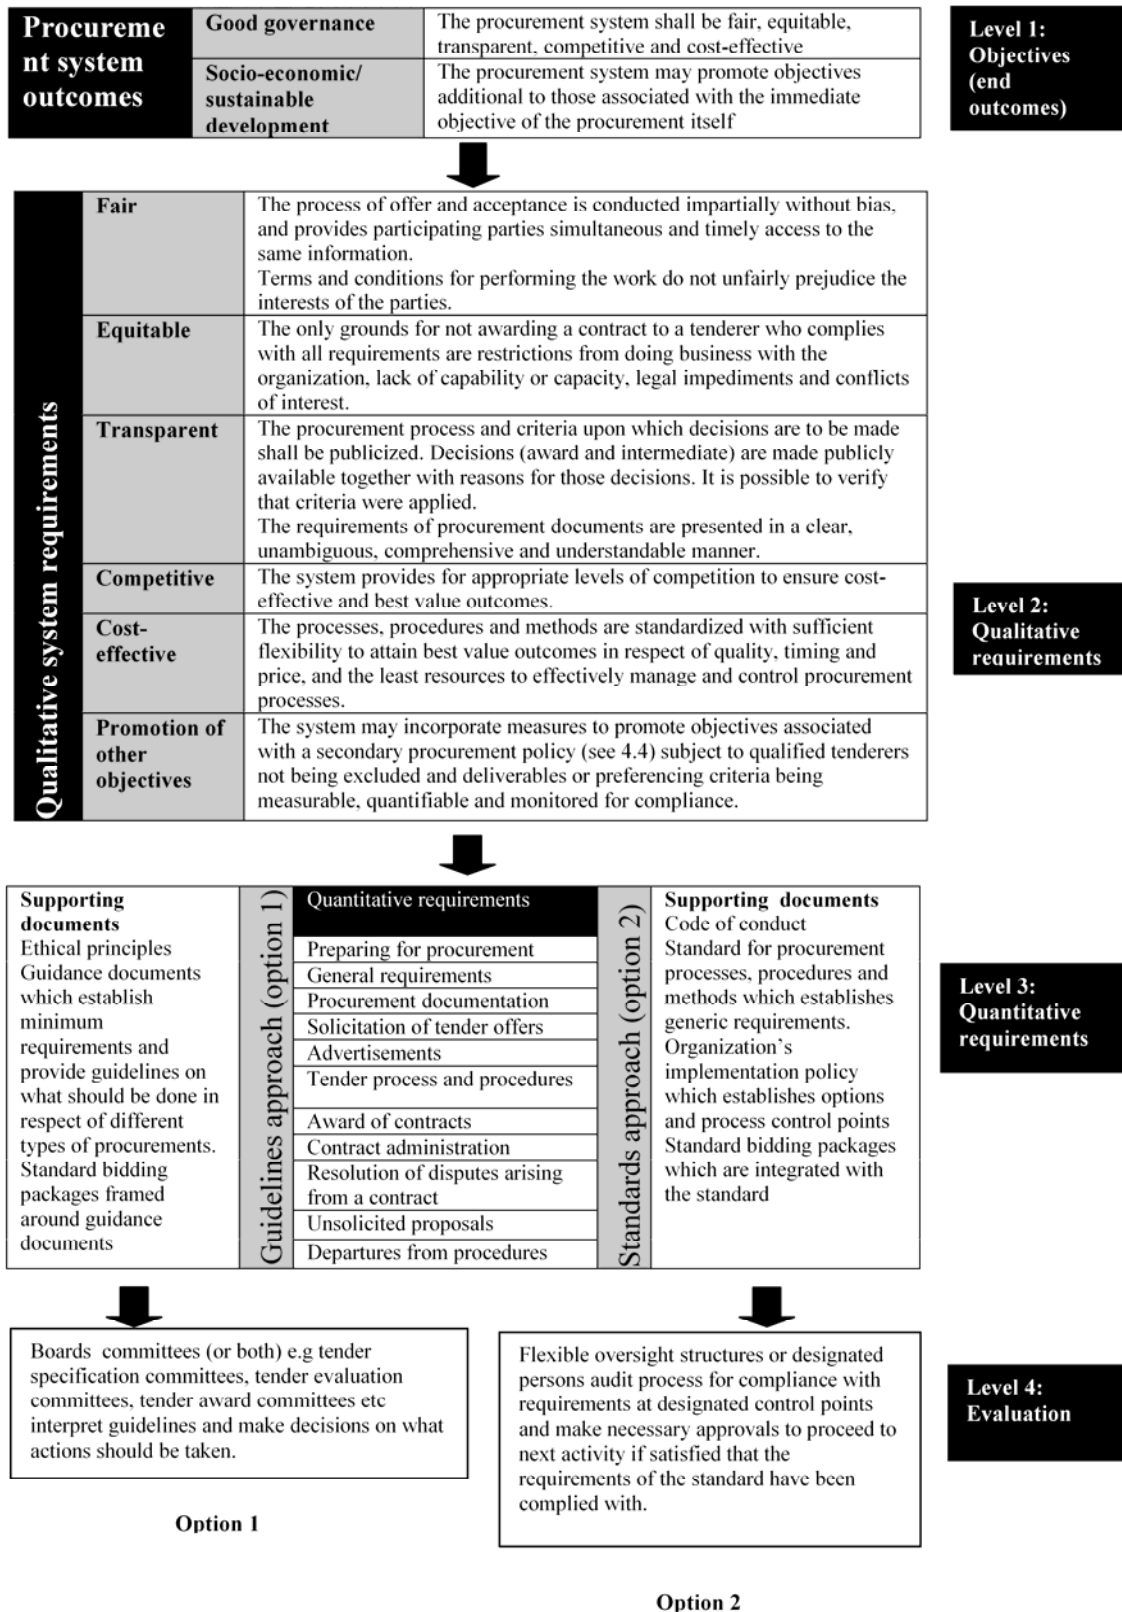 Procureme
nt system
outcomes
Good governance
The procurement system shall be fair, equitable,
transparent, competitive and cost-effective
Socio-economic/
sustainable
development
The procurement system may promote objectives
additional to those associated with the immediate
objective of the procurement itself
Level 1:
Objectives
(end
outcomes)
Qualitative system requirements
Fair
The process of offer and acceptance is conducted impartially without bias,
and provides participating parties simultaneous and timely access to the
same information.
Terms and conditions for performing the work do not unfairly prejudice the
interests of the parties.
Equitable
The only grounds for not awarding a contract to a tenderer who complies
with all requirements are restrictions from doing business with the
organization, lack of capability or capacity, legal impediments and conflicts
of interest.
Transparent
The procurement process and criteria upon which decisions are to be made
shall be publicized. Decisions (award and intermediate) are made publicly
available together with reasons for those decisions. It is possible to verify
that criteria were applied.
The requirements of procurement documents are presented in a clear,
unambiguous, comprehensive and understandable manner.
Competitive
The system provides for appropriate levels of competition to ensure cost-
effective and best value outcomes.
Cost-
effective
The processes, procedures and methods are standardized with sufficient
flexibility to attain best value outcomes in respect of quality, timing and
price, and the least resources to effectively manage and control procurement
processes.
Promotion of
other
objectives
The system may incorporate measures to promote objectives associated
with a secondary procurement policy (see 4.4) subject to qualified tenderers
not being excluded and deliverables or preferencing criteria being
measurable, quantifiable and monitored for compliance.
Level 2:
Qualitative
requirements
Supporting
documents
Ethical principles
Guidance documents
which establish
minimum
requirements and
provide guidelines on
what should be done in
respect of different
types of procurements.
Standard bidding
packages framed
around guidance
documents
Guidelines approach (option 1)
Quantitative requirements
Preparing for procurement
General requirements
Procurement documentation
Solicitation of tender offers
Advertisements
Tender process and procedures
Award of contracts
Contract administration
Resolution of disputes arising
from a contract
Unsolicited proposals
Departures from procedures
Standards approach (option 2)
Supporting documents
Code of conduct
Standard for procurement
processes, procedures and
methods which establishes
generic requirements.
Organization's
implementation policy
which establishes options
and process control points
Standard bidding packages
which are integrated with
the standard
Level 3:
Quantitative
requirements
Boards committees (or both) e.g tender
specification committees, tender evaluation
committees, tender award committees etc
interpret guidelines and make decisions on what
actions should be taken.
Option 1
Flexible oversight structures or designated
persons audit process for compliance with
requirements at designated control points
and make necessary approvals to proceed to
next activity if satisfied that the
requirements of the standard have been
complied with.
Option 2
Level 4:
Evaluation